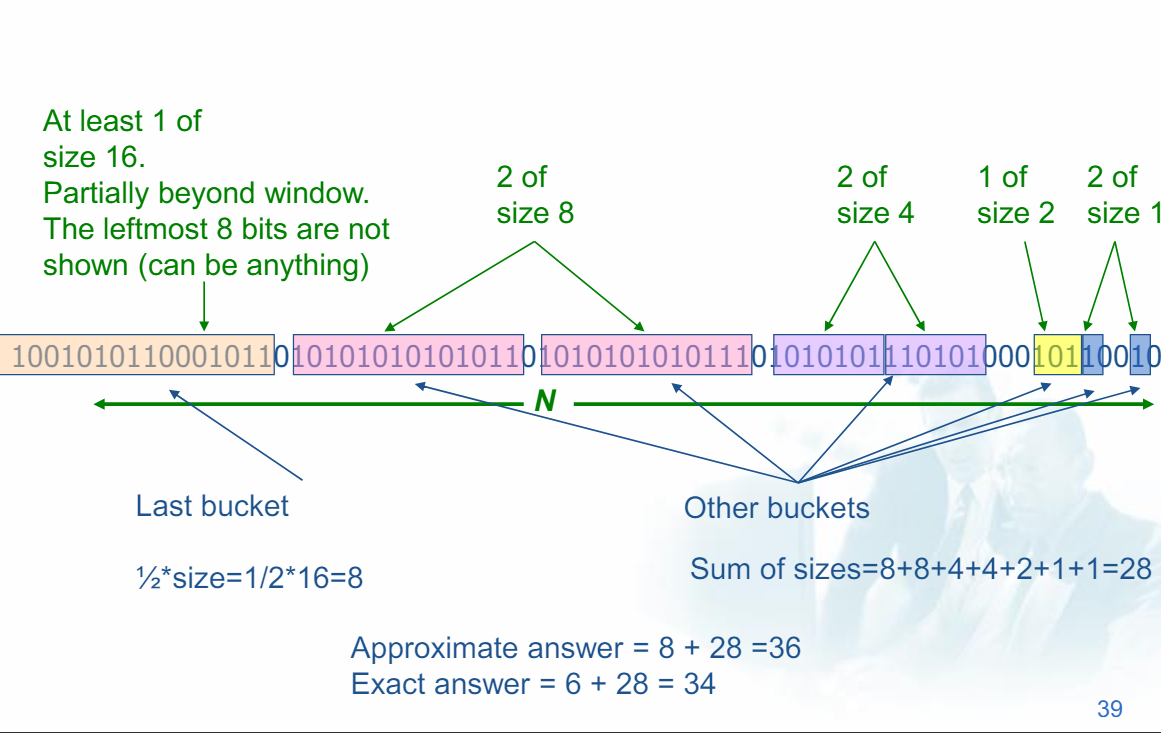 At least 1 of
size 16.
Partially beyond window.
The leftmost 8 bits are not
shown (can be anything)
2 of
size 8
2 of
size 4
1 of
size 2
2 of
size 1
1001010110001011010101010101011010101010101110101010111010100010110010
N
Last bucket
½*size=1/2*16=8
Other buckets
Sum of sizes=8+8+4+4+2+1+1=28
Approximate answer = 8 + 28 =36
Exact answer = 6 + 28 = 34
39